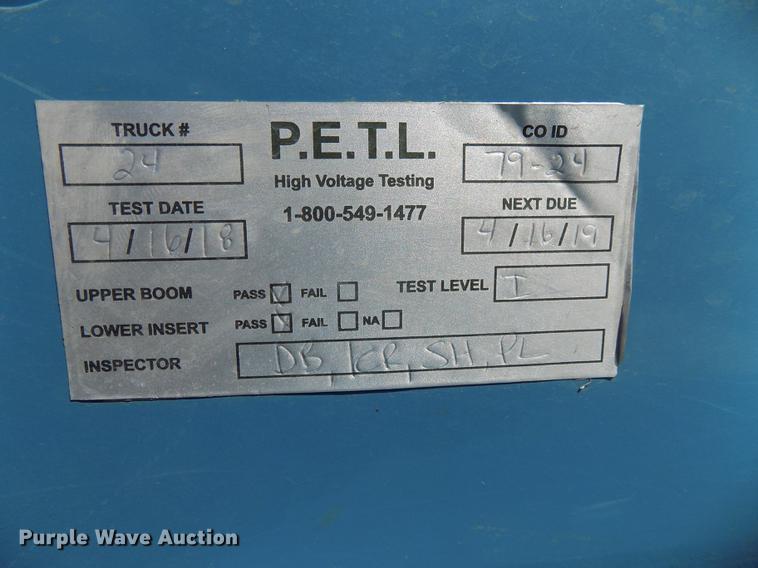 TRUCK # P.E.T.L. CO ID
24 79-24
High Voltage Testing
TEST DATE 1-800-549-1477 NEXT DUE
4/16/18 4/16/19
UPPER BOOM PASS FAIL TEST LEVEL I
LOWER INSERT PASS FAIL NA
INSPECTOR DB, KR, SH, PL
Purple Wave Auction®